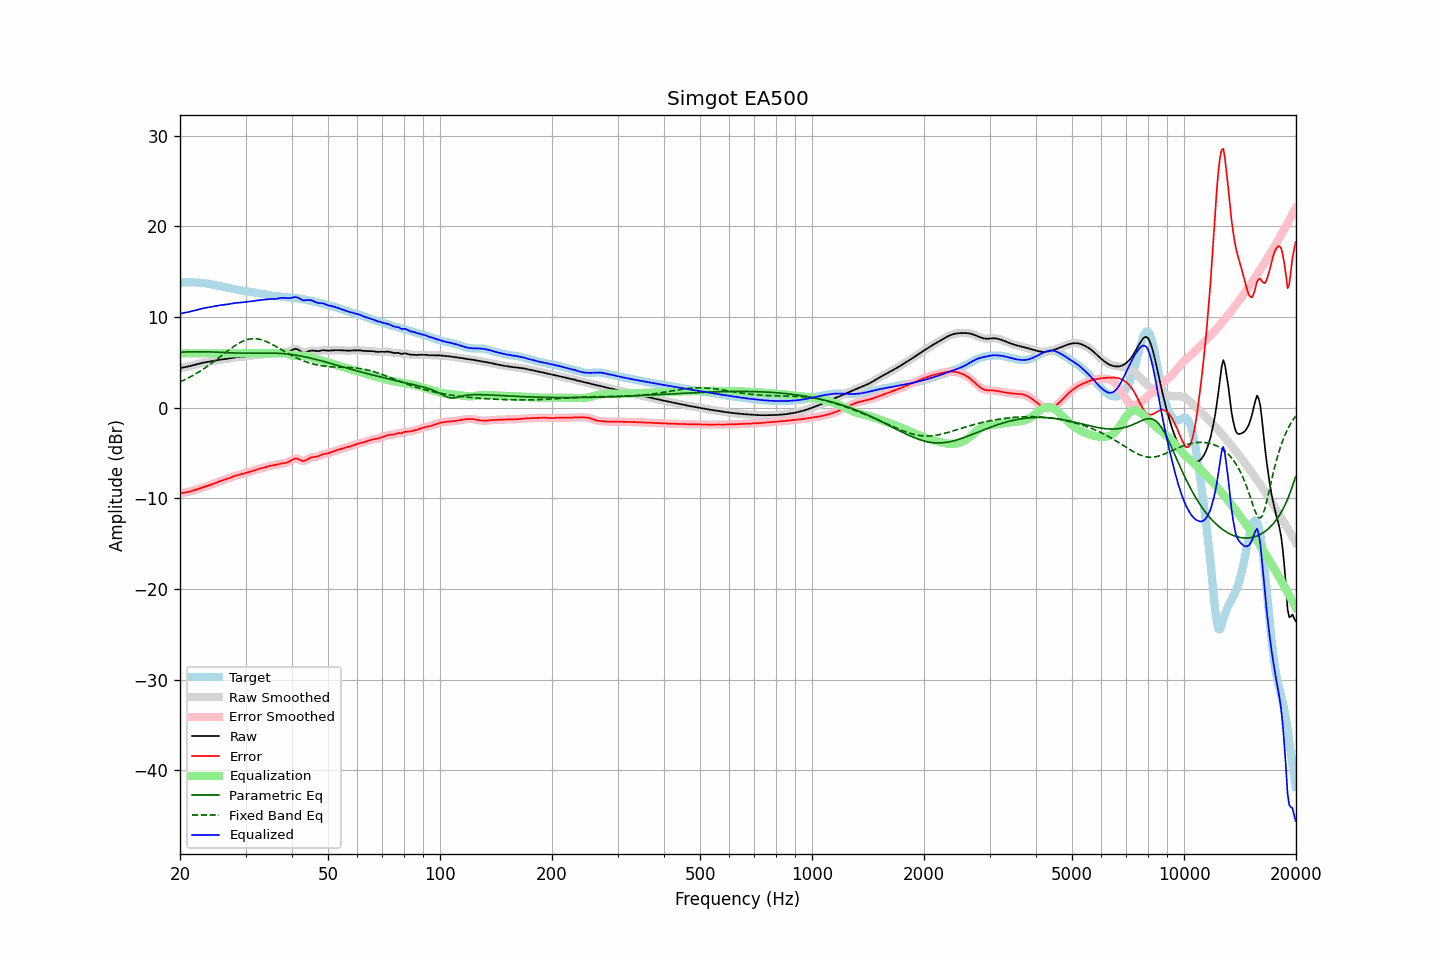 Simgot EA500
Amplitude (dBr)
30
20
10
0
−10
−20
−30
−40
Target
Raw Smoothed
Error Smoothed
Raw
Error
Equalization
Parametric Eq
Fixed Band Eq
Equalized
20 50 100 200 500 1000 2000 5000 10000 20000
Frequency (Hz)